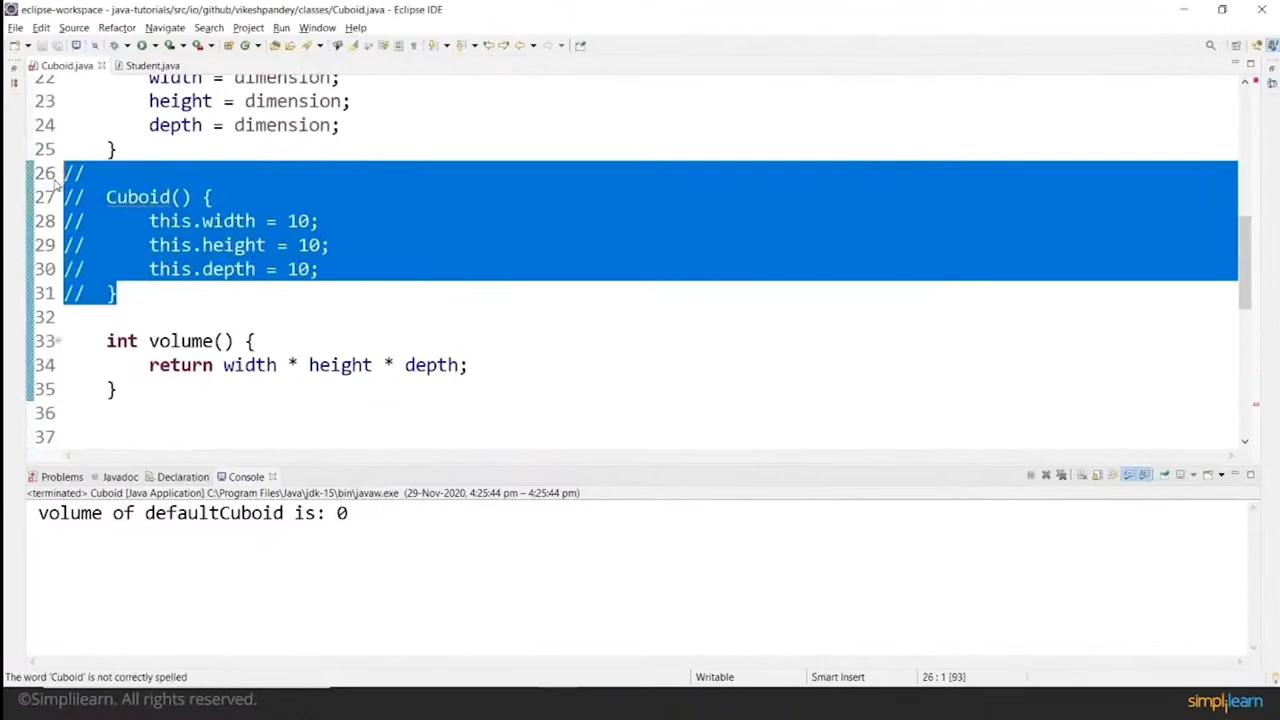 eclipse-workspace - java-tutorials/src/io/github/vikeshpandey/classes/Cuboid.java - Eclipse IDE
File Edit Source Refactor Navigate Search Project Run Window Help
Cuboid.java Student.java
22 width = dimension;
23 height = dimension;
24 depth = dimension;
25 }
26 //
27 // Cuboid() {
28 // this.width = 10;
29 // this.height = 10;
30 // this.depth = 10;
31 // }
32
33 int volume() {
34 return width * height * depth;
35 }
36
37
Problems Javadoc Declaration Console
<terminated> Cuboid [Java Application] C:\Program Files\Java\jdk-15\bin\javaw.exe (29-Nov-2020, 4:25:44 pm – 4:25:44 pm)
volume of defaultCuboid is: 0
The word 'Cuboid' is not correctly spelled Writable Smart Insert 26 : 1 [93]
©Simplilearn. All rights reserved. simplilearn